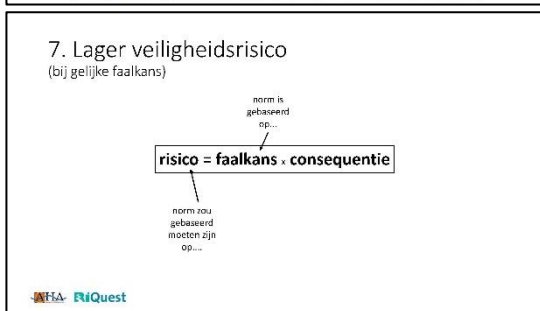 7. Lager veiligheidsrisico
(bij gelijke faalkans)
norm is
gebaseerd
op...
risico = faalkans x consequentie
norm zou
gebaseerd
moeten zijn
op....
AHA RiQuest